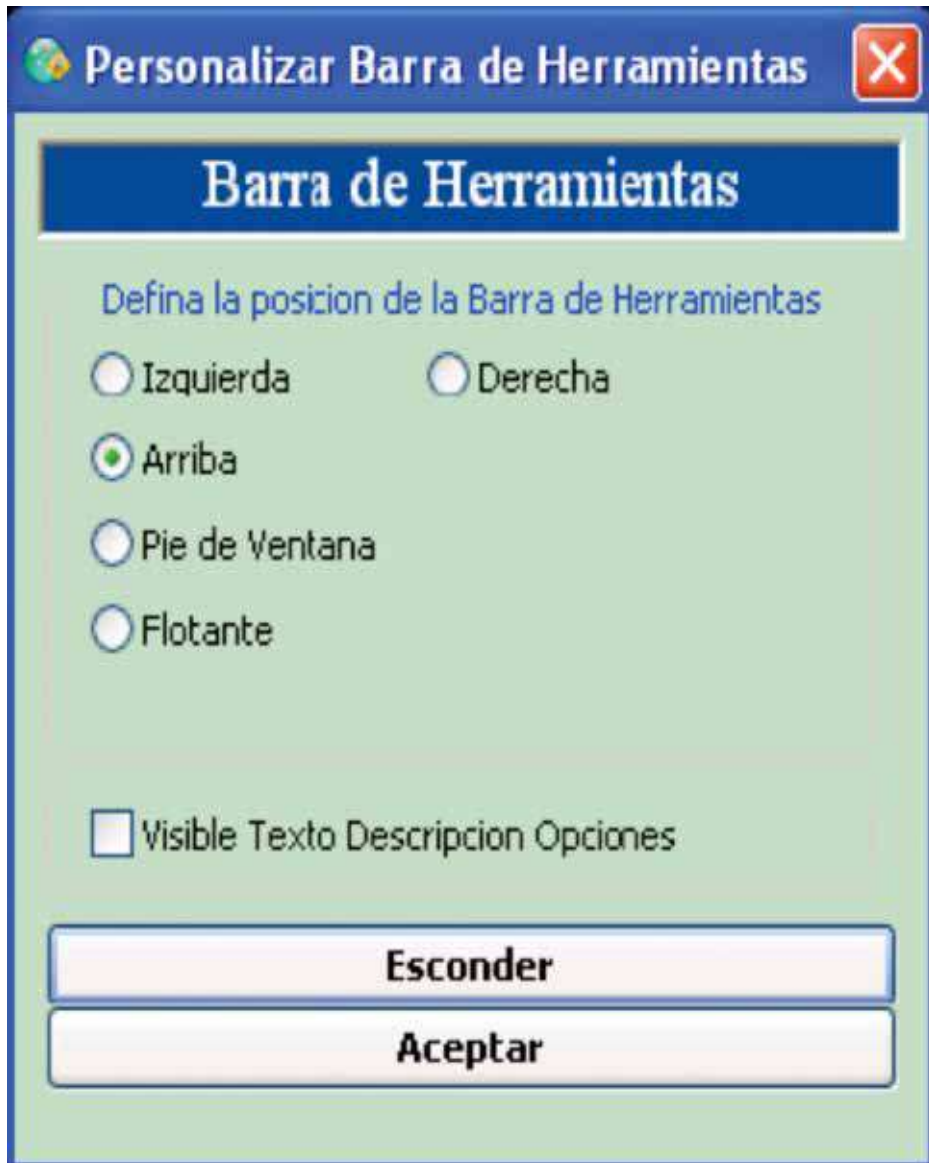 Personalizar Barra de Herramientas
Barra de Herramientas
Defina la posicion de la Barra de Herramientas
Izquierda Derecha
Arriba
Pie de Ventana
Flotante
Visible Texto Descripcion Opciones
Esconder
Aceptar